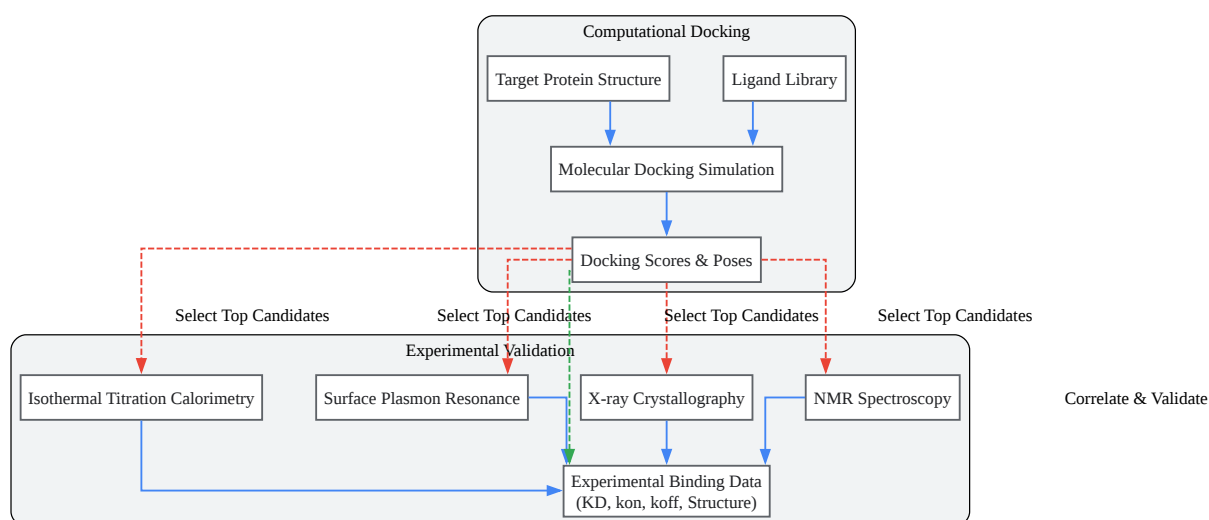 Computational Docking
Target Protein Structure
Ligand Library
Molecular Docking Simulation
Docking Scores & Poses
Select Top Candidates
Select Top Candidates
Select Top Candidates
Select Top Candidates
Experimental Validation
Isothermal Titration Calorimetry
Surface Plasmon Resonance
X-ray Crystallography
NMR Spectroscopy
Correlate & Validate
Experimental Binding Data
(KD, kon, koff, Structure)